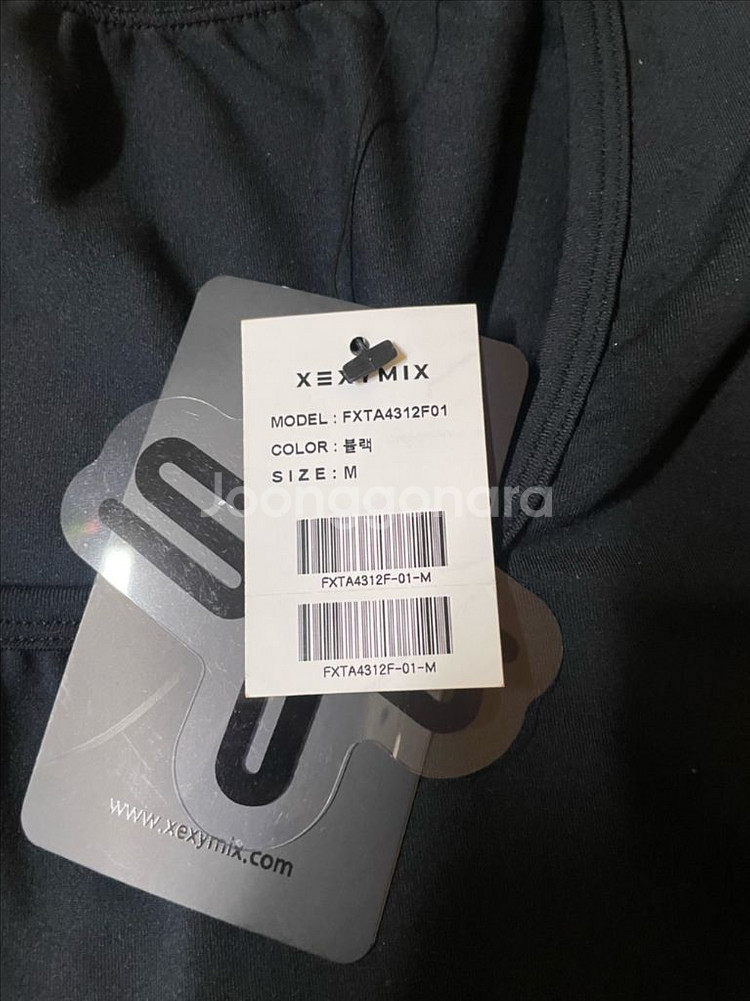 XEXYMIX
MODEL : FXTA4312F01
COLOR : 블랙
SIZE : M
Joonggonara
FXTA4312F-01-M
FXTA4312F-01-M
www.xexymix.com